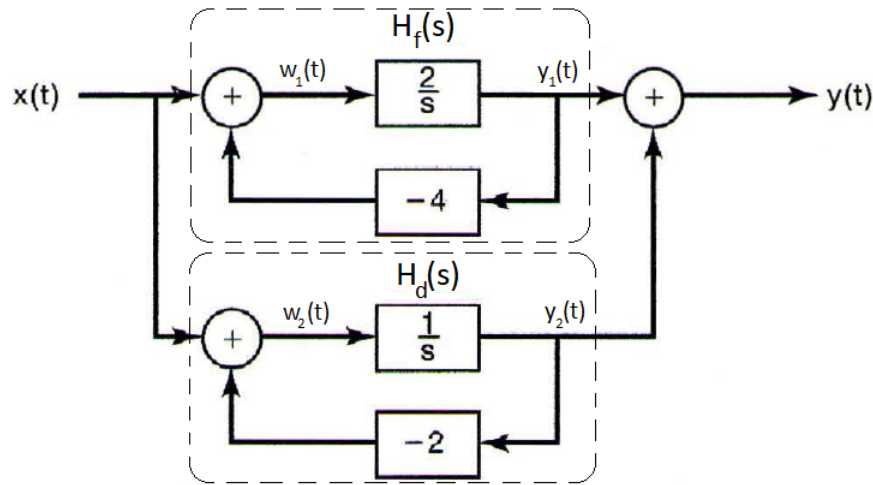 H_f(s)
x(t) + w_1(t) 2/s y_1(t) + y(t)
-4
H_d(s)
+ w_2(t) 1/s y_2(t)
-2